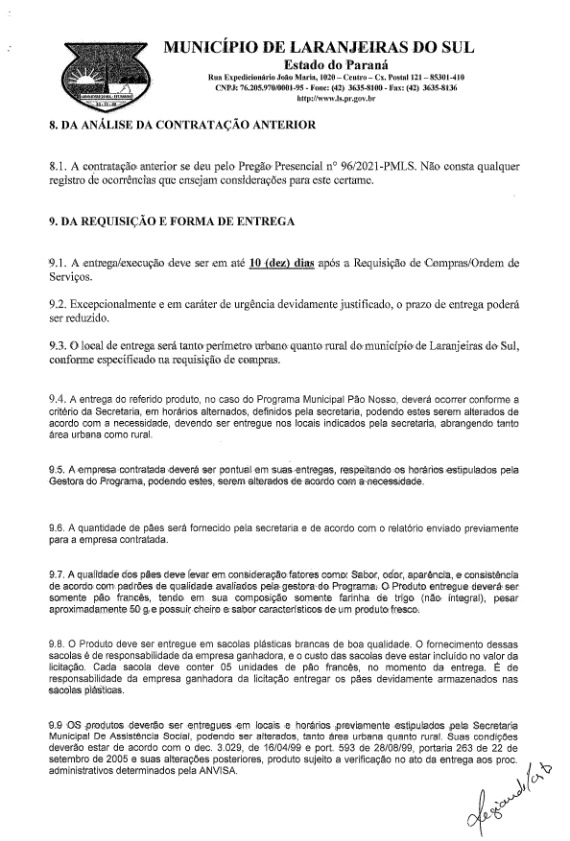 MUNICÍPIO DE LARANJEIRAS DO SUL
Estado do Paraná
Rua Expedicionário João Maria, 1020 – Centro – Cx. Postal 121 – 85301-410
CNPJ: 76.205.970/0001-95 - Fone: (42) 3635-8100 - Fax: (42) 3635-8136
http://www.ls.pr.gov.br
8. DA ANÁLISE DA CONTRATAÇÃO ANTERIOR
8.1. A contratação anterior se deu pelo Pregão Presencial n° 96/2021-PMLS. Não consta qualquer
registro de ocorrências que ensejam considerações para este certame.
9. DA REQUISIÇÃO E FORMA DE ENTREGA
9.1. A entrega/execução deve ser em até 10 (dez) dias após a Requisição de Compras/Ordem de
Serviços.
9.2. Excepcionalmente e em caráter de urgência devidamente justificado, o prazo de entrega poderá
ser reduzido.
9.3. O local de entrega será tanto perímetro urbano quanto rural do município de Laranjeiras do Sul,
conforme especificado na requisição de compras.
9.4. A entrega do referido produto, no caso do Programa Municipal Pão Nosso, deverá ocorrer conforme a
critério da Secretaria, em horários alternados, definidos pela secretaria, podendo estes serem alterados de
acordo com a necessidade, devendo ser entregue nos locais indicados pela secretaria, abrangendo tanto
área urbana como rural.
9.5. A empresa contratada deverá ser pontual em suas entregas, respeitando os horários estipulados pela
Gestora do Programa, podendo estes, serem alterados de acordo com a necessidade.
9.6. A quantidade de pães será fornecido pela secretaria e de acordo com o relatório enviado previamente
para a empresa contratada.
9.7. A qualidade dos pães deve levar em consideração fatores como: Sabor, odor, aparência, e consistência
de acordo com padrões de qualidade avaliados pela gestora do Programa. O Produto entregue deverá ser
somente pão francês, tendo em sua composição somente farinha de trigo (não integral), pesar
aproximadamente 50 g e possuir cheiro e sabor característicos de um produto fresco.
9.8. O Produto deve ser entregue em sacolas plásticas brancas de boa qualidade. O fornecimento dessas
sacolas é de responsabilidade da empresa ganhadora, e o custo das sacolas deve estar incluído no valor da
licitação. Cada sacola deve conter 05 unidades de pão francês, no momento da entrega. É de
responsabilidade da empresa ganhadora da licitação entregar os pães devidamente armazenados nas
sacolas plásticas.
9.9 OS produtos deverão ser entregues em locais e horários previamente estipulados pela Secretaria
Municipal De Assistência Social, podendo ser alterados, tanto área urbana quanto rural. Suas condições
deverão estar de acordo com o dec. 3.029, de 16/04/99 e port. 593 de 28/08/99, portaria 263 de 22 de
setembro de 2005 e suas alterações posteriores, produto sujeito a verificação no ato da entrega aos proc.
administrativos determinados pela ANVISA.